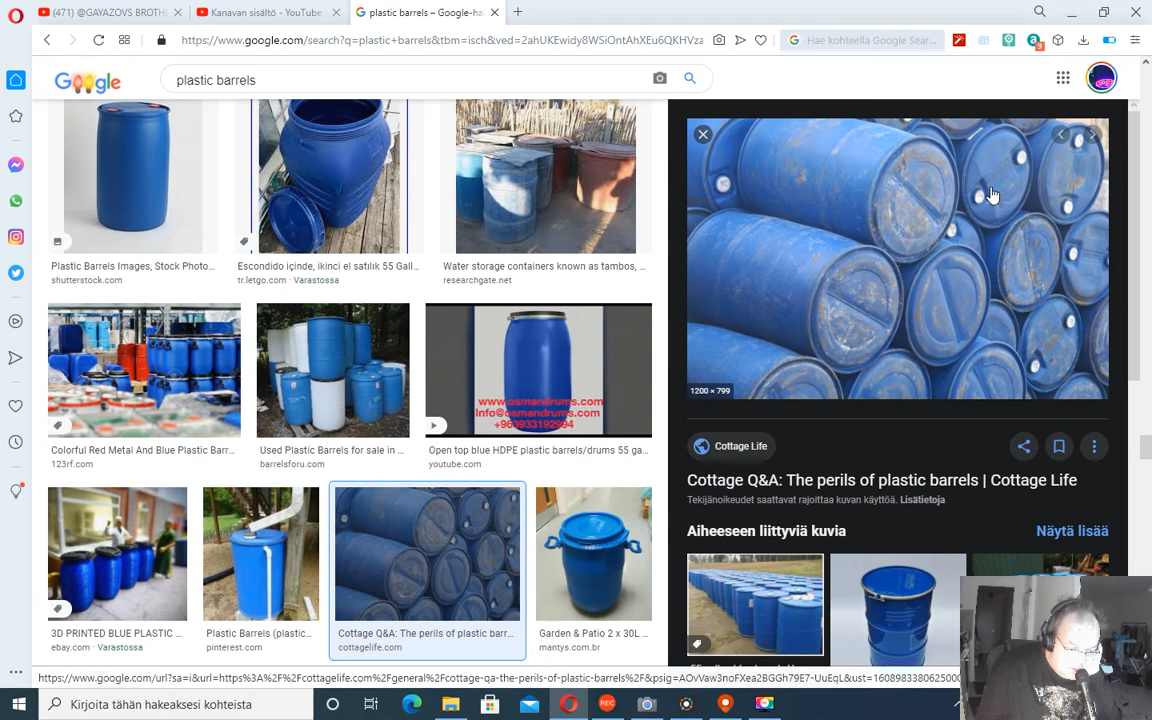 (471) @GAYAZOVS BROTH
Kanavan sisältö - YouTube
plastic barrels – Google-ha
https://www.google.com/search?q=plastic+barrels&tbm=isch&ved=2ahUKEwidy8WSiOntAhXEu6QKHVza
Hae kohteella Google Sear...
9
Google
plastic barrels
Plastic Barrels Images, Stock Photo...
shutterstock.com
Escondido içinde, ikinci el satılık 55 Gall...
tr.letgo.com · Varastossa
Water storage containers known as tambos, ...
researchgate.net
www.osmandrums.com
Info@osmandrums.com
+963933192994
Colorful Red Metal And Blue Plastic Barr...
123rf.com
Used Plastic Barrels for sale in ...
barrelsforu.com
Open top blue HDPE plastic barrels/drums 55 ga...
youtube.com
3D PRINTED BLUE PLASTIC ...
ebay.com · Varastossa
Plastic Barrels (plastic...
pinterest.com
Cottage Q&A: The perils of plastic barr...
cottagelife.com
Garden & Patio 2 x 30L ...
mantys.com.br
1200 × 799
Cottage Life
Cottage Q&A: The perils of plastic barrels | Cottage Life
Tekijänoikeudet saattavat rajoittaa kuvan käyttöä. Lisätietoja
Aiheeseen liittyviä kuvia
Näytä lisää
https://www.google.com/url?sa=i&url=https%3A%2F%2Fcottagelife.com%2Fgeneral%2Fcottage-qa-the-perils-of-plastic-barrels%2F&psig=AOvVaw3noFXea2BGGh79E7-UuEqL&ust=1608983380625000
Kirjoita tähän hakeaksesi kohteista
REC